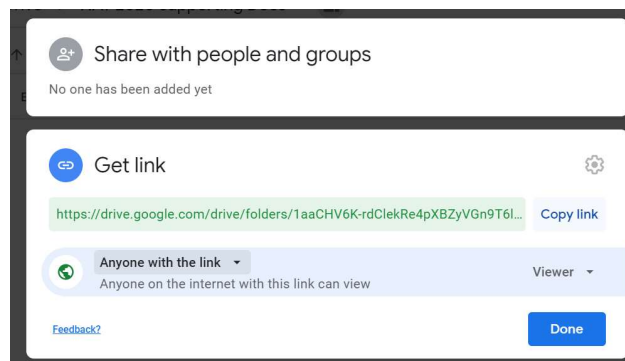 Share with people and groups
No one has been added yet
Get link
https://drive.google.com/drive/folders/1aaCHV6K-rdClekRe4pXBZyVGn9T6l...
Copy link
Anyone with the link
Anyone on the internet with this link can view
Viewer
Feedback?
Done